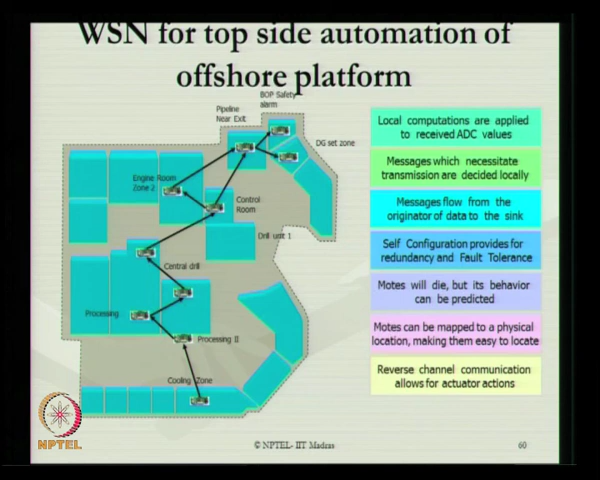 WSN for top side automation of
offshore platform
BOP Safety
alarm
Pipeline
Near Exit
DG set zone
Engine Room
Zone 2
Control
Room
Drill unit 1
Central drill
Processing
Processing II
Cooling Zone
Local computations are applied
to received ADC values
Messages which necessitate
transmission are decided locally
Messages flow from the
originator of data to the sink
Self Configuration provides for
redundancy and Fault Tolerance
Motes will die, but its behavior
can be predicted
Motes can be mapped to a physical
location, making them easy to locate
Reverse channel communication
allows for actuator actions
NPTEL
© NPTEL- IIT Madras
60